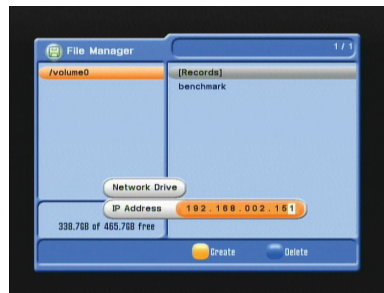 File Manager
1 / 1
/volume0
[Records]
benchmark
Network Drive
IP Address
192.168.002.151
338.7GB of 465.7GB free
Create
Delete